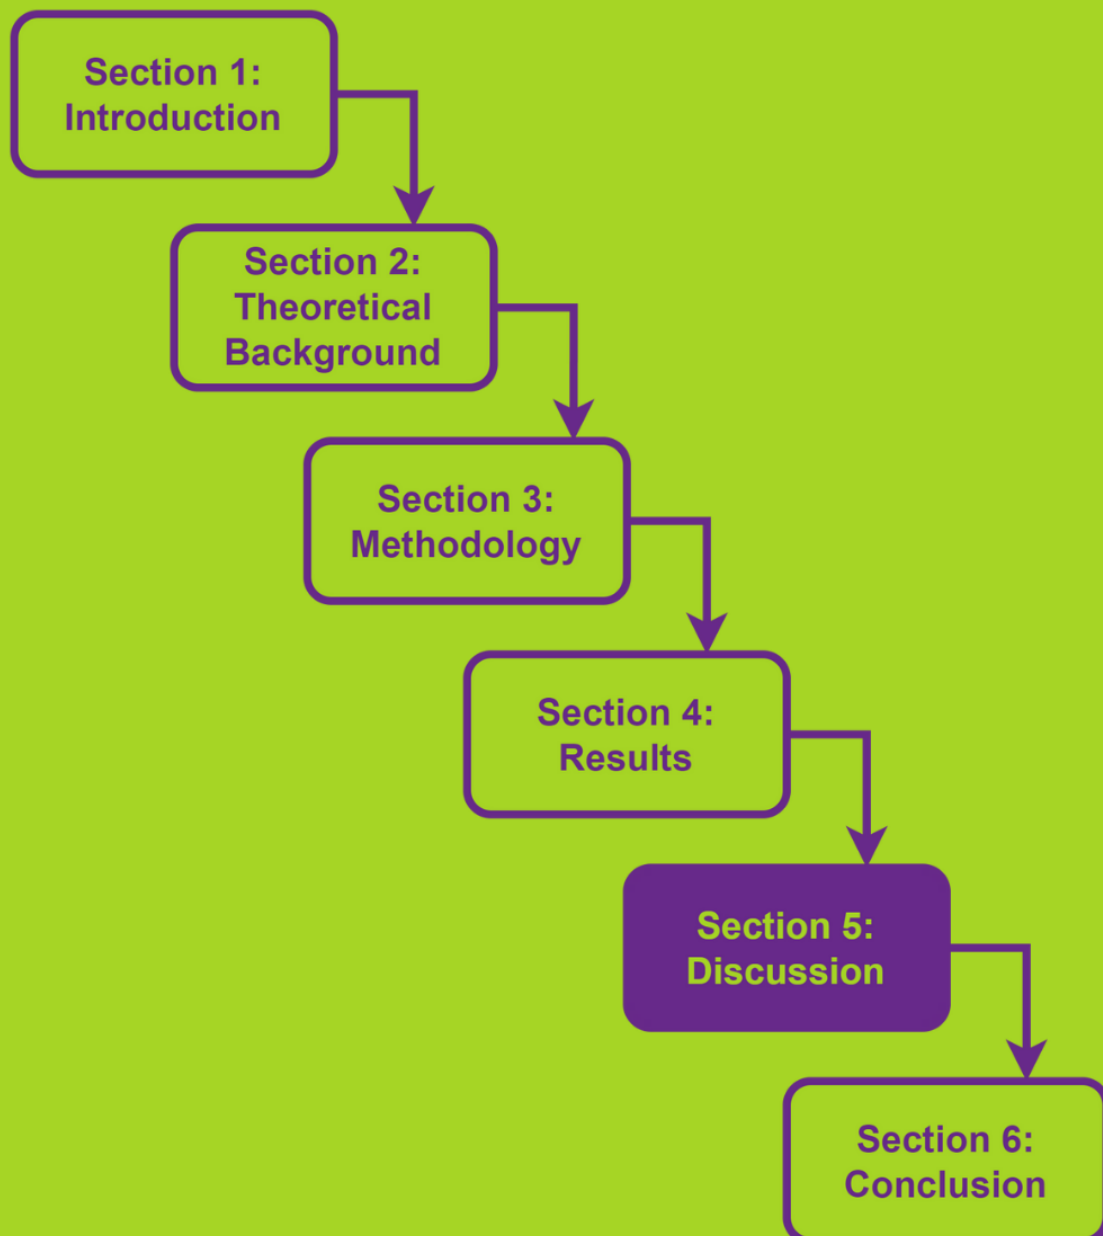 Section 1:
Introduction
Section 2:
Theoretical
Background
Section 3:
Methodology
Section 4:
Results
Section 5:
Discussion
Section 6:
Conclusion